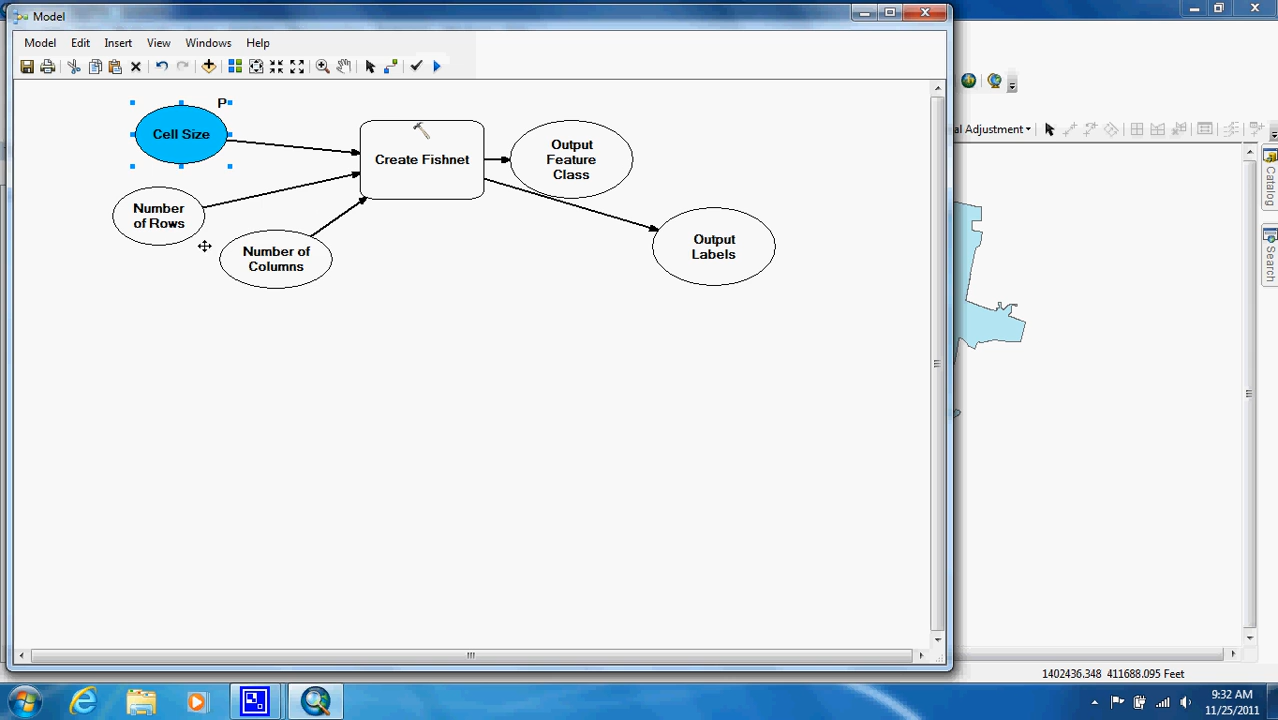 Model
Model Edit Insert View Windows Help
P
Cell Size
Create Fishnet
Output
Feature
Class
Number
of Rows
Number of
Columns
Output
Labels
al Adjustment
Catalog
Search
1402436.348 411688.095 Feet
9:32 AM
11/25/2011